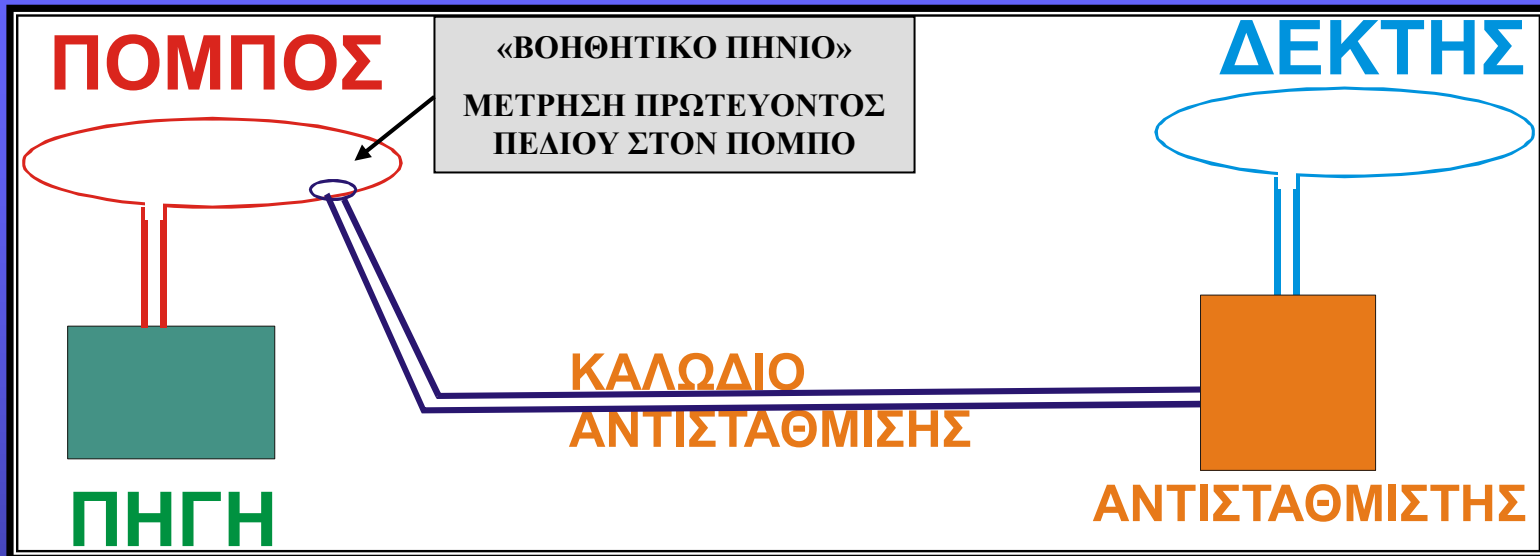 ΠΟΜΠΟΣ
«ΒΟΗΘΗΤΙΚΟ ΠΗΝΙΟ»
ΜΕΤΡΗΣΗ ΠΡΩΤΕΥΟΝΤΟΣ
ΠΕΔΙΟΥ ΣΤΟΝ ΠΟΜΠΟ
ΔΕΚΤΗΣ
ΚΑΛΩΔΙΟ
ΑΝΤΙΣΤΑΘΜΙΣΗΣ
ΠΗΓΗ
ΑΝΤΙΣΤΑΘΜΙΣΤΗΣ